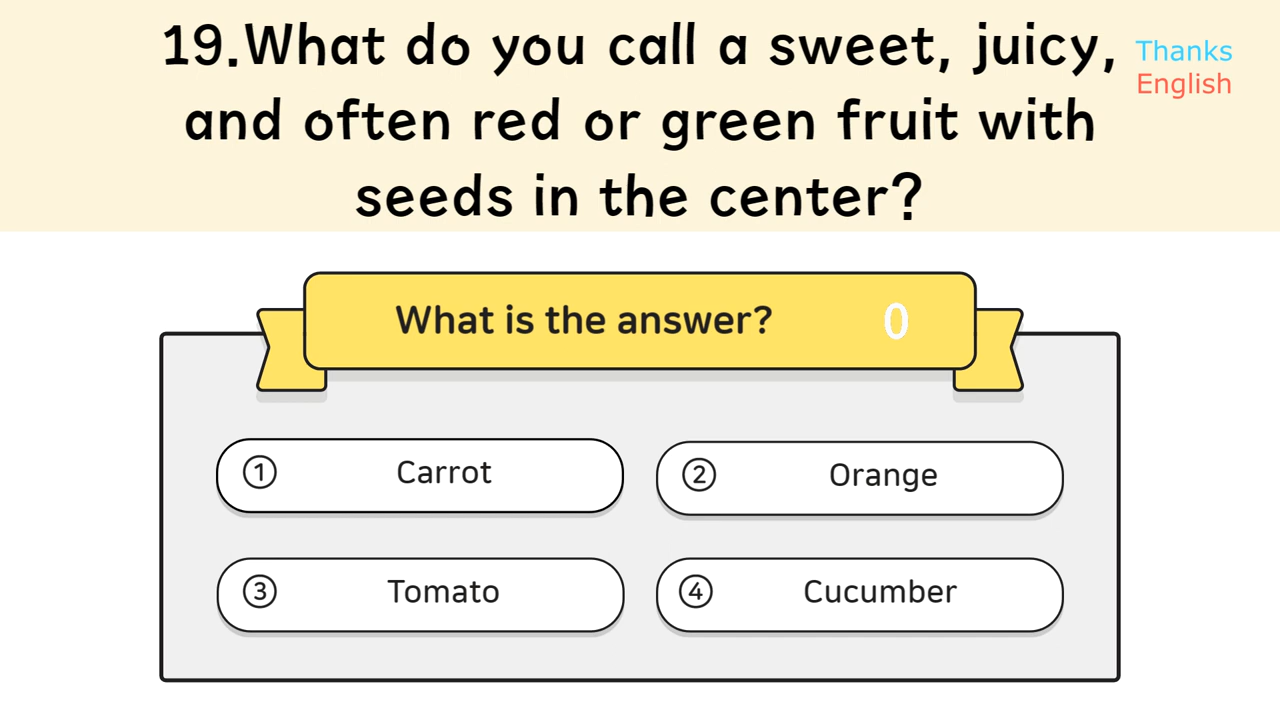 19.What do you call a sweet, juicy,
and often red or green fruit with
seeds in the center?
Thanks
English
What is the answer? 0
① Carrot
② Orange
③ Tomato
④ Cucumber